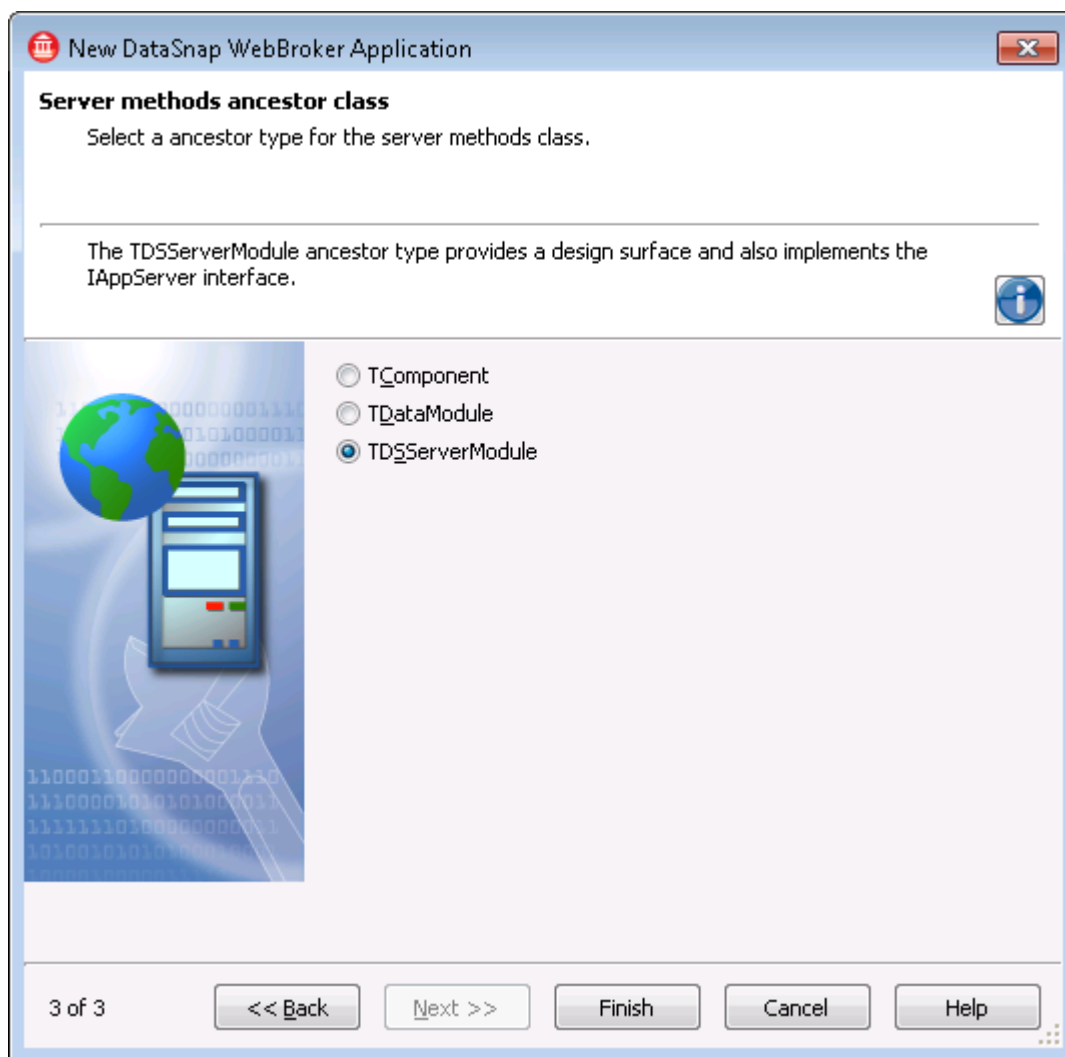 New DataSnap WebBroker Application
Server methods ancestor class
Select a ancestor type for the server methods class.
The TDSServerModule ancestor type provides a design surface and also implements the
IAppServer interface.
TComponent
TDataModule
TDSServerModule
3 of 3
<< Back
Next >>
Finish
Cancel
Help